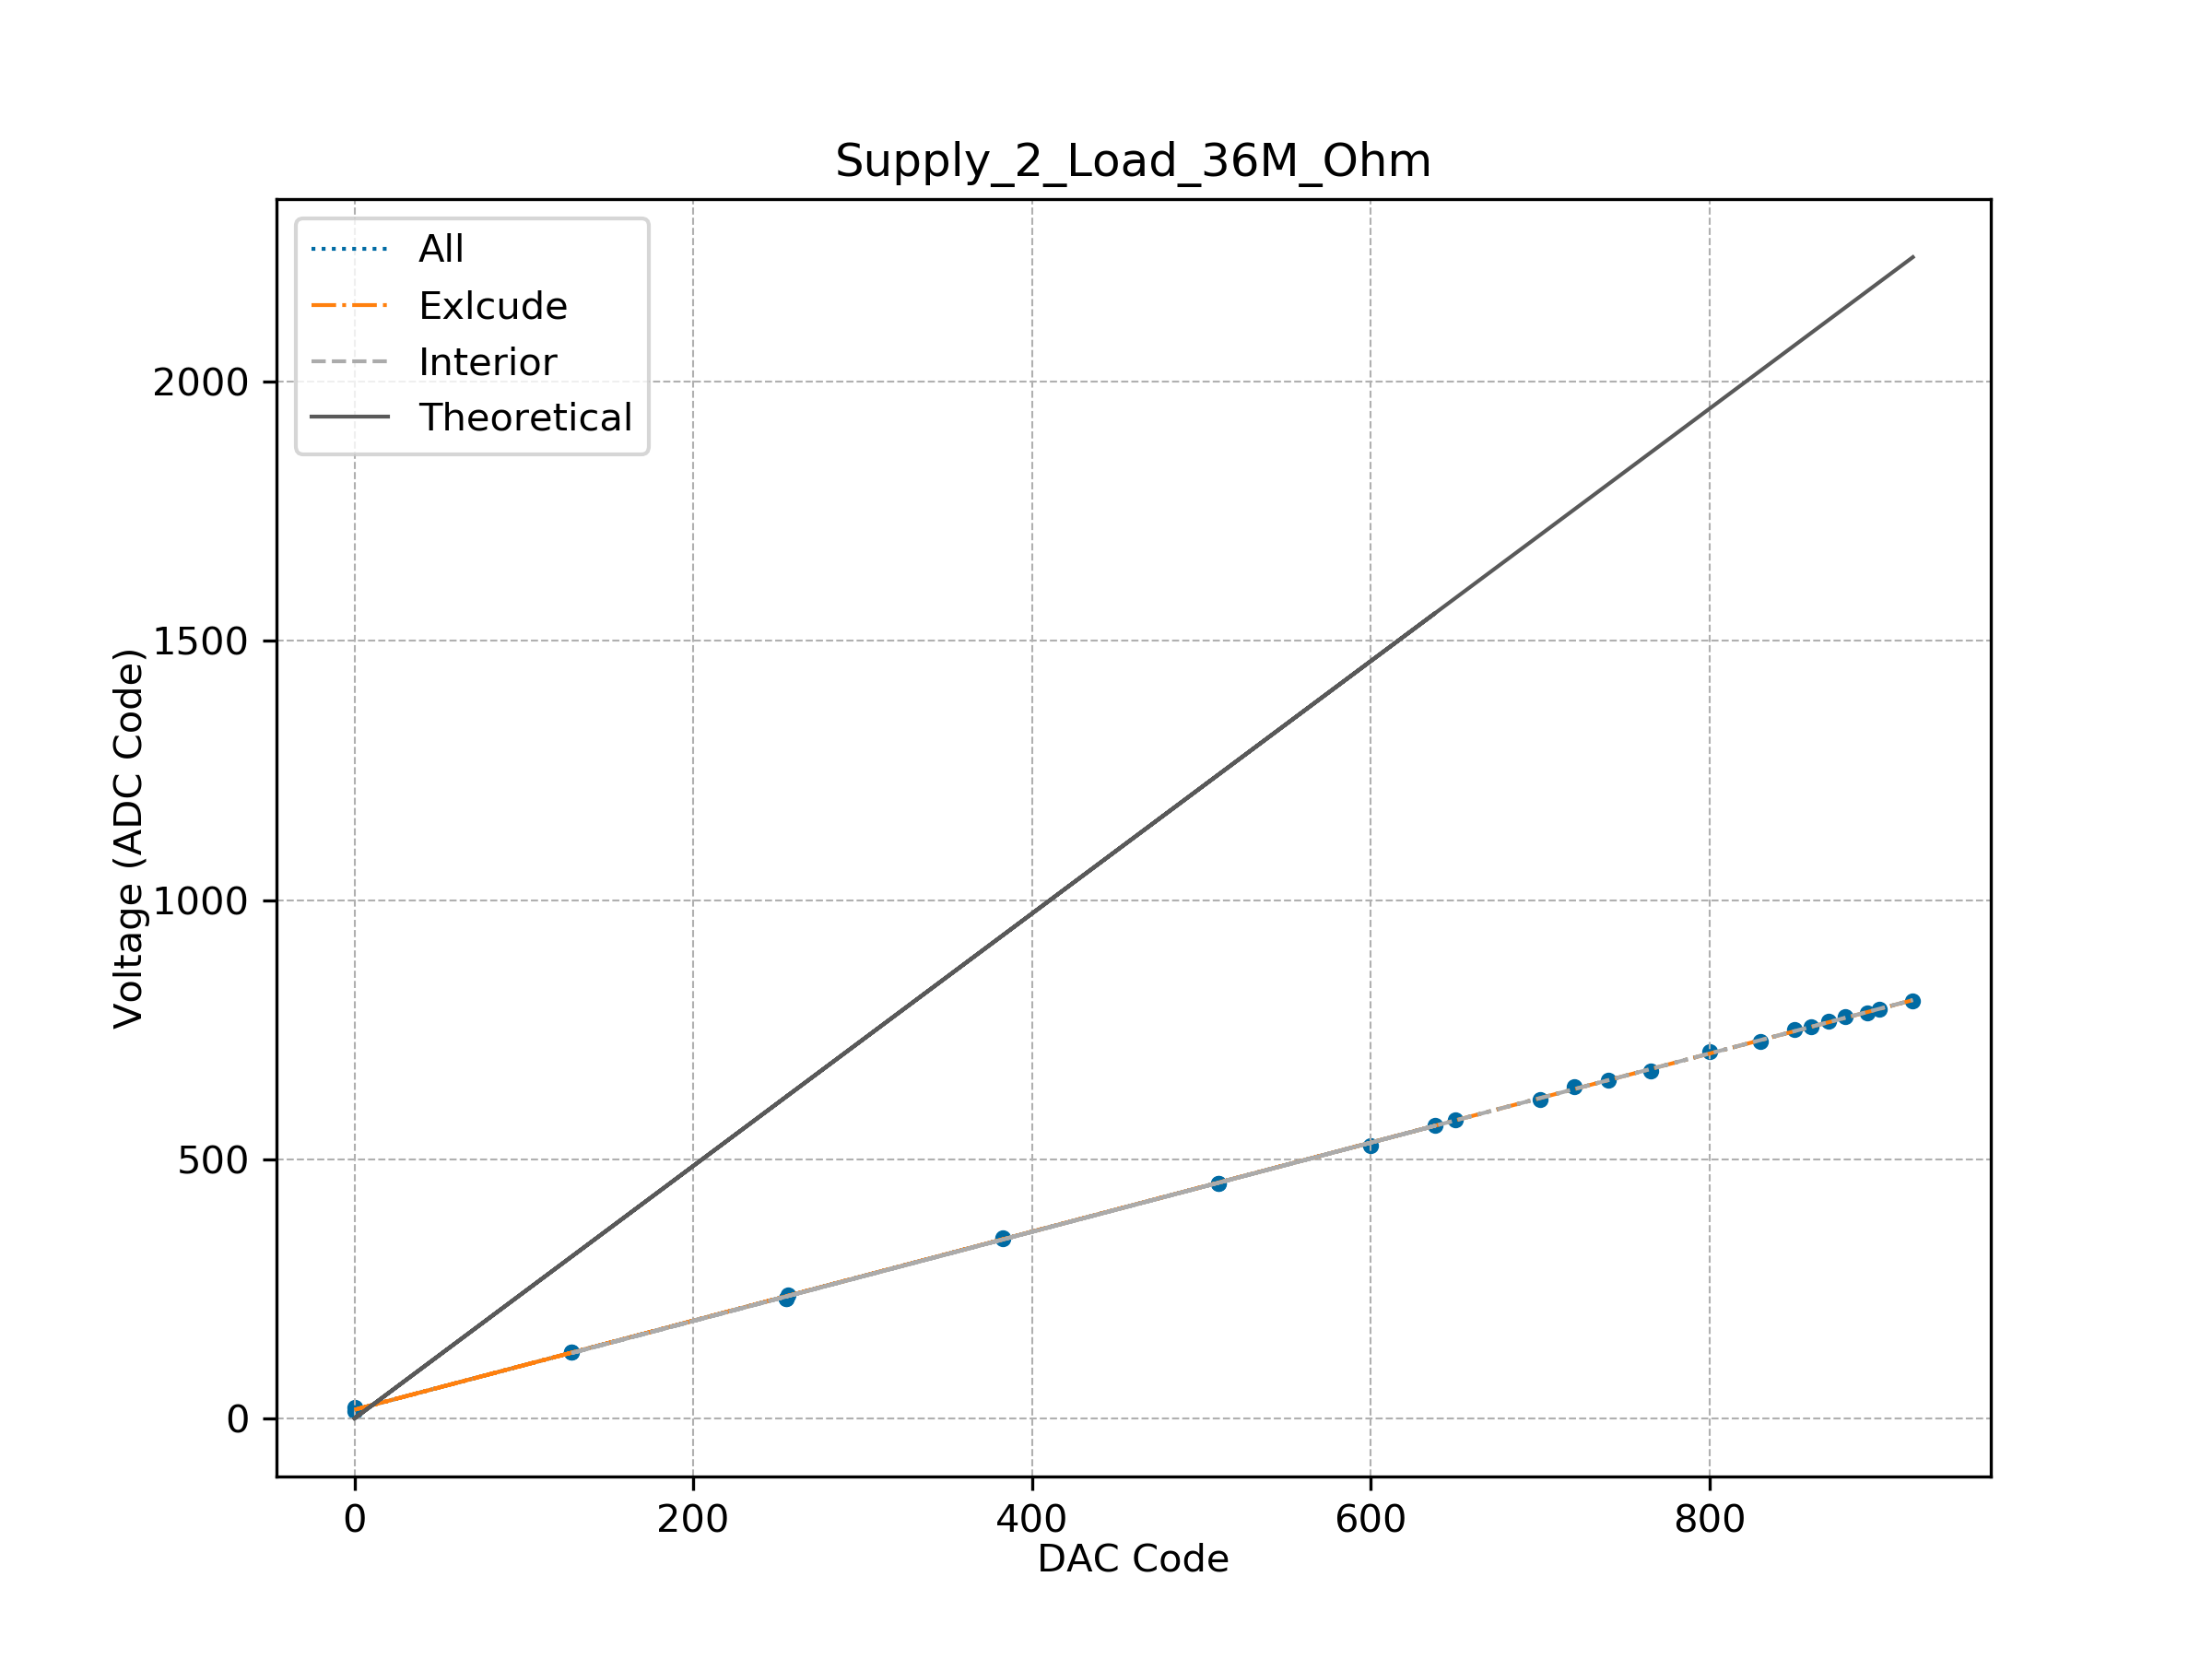 Supply_2_Load_36M_Ohm
All
Exlcude
Interior
Theoretical
Voltage (ADC Code)
2000
1500
1000
500
0
0 200 400 600 800
DAC Code